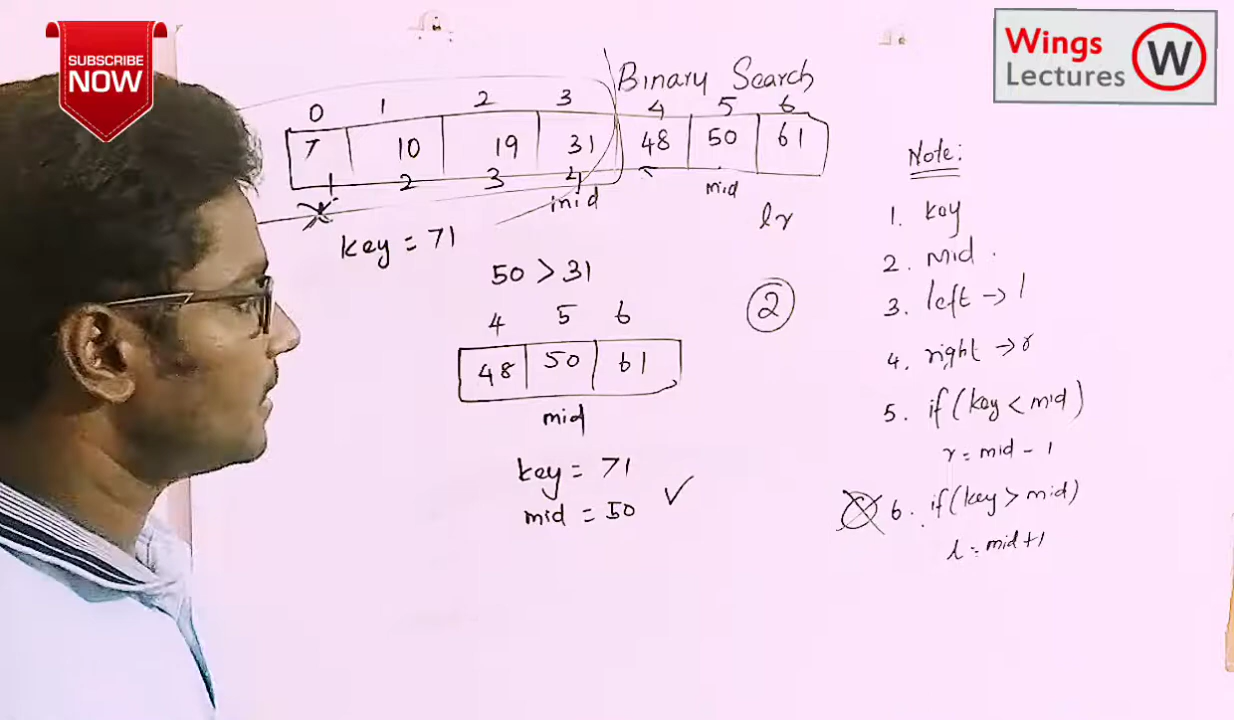 SUBSCRIBE
NOW
Wings
Lectures
W
Binary Search
0 1 2 3 4 5 6
7 10 19 31 48 50 61
1 2 3 4
mid mid
lr
key = 71
50 > 31
2
4 5 6
48 50 61
mid
key = 71
mid = 50 ✓
Note:
1. key
2. mid
3. left → l
4. right → r
5. if (key < mid)
r = mid - 1
6. if (key > mid)
l = mid+1